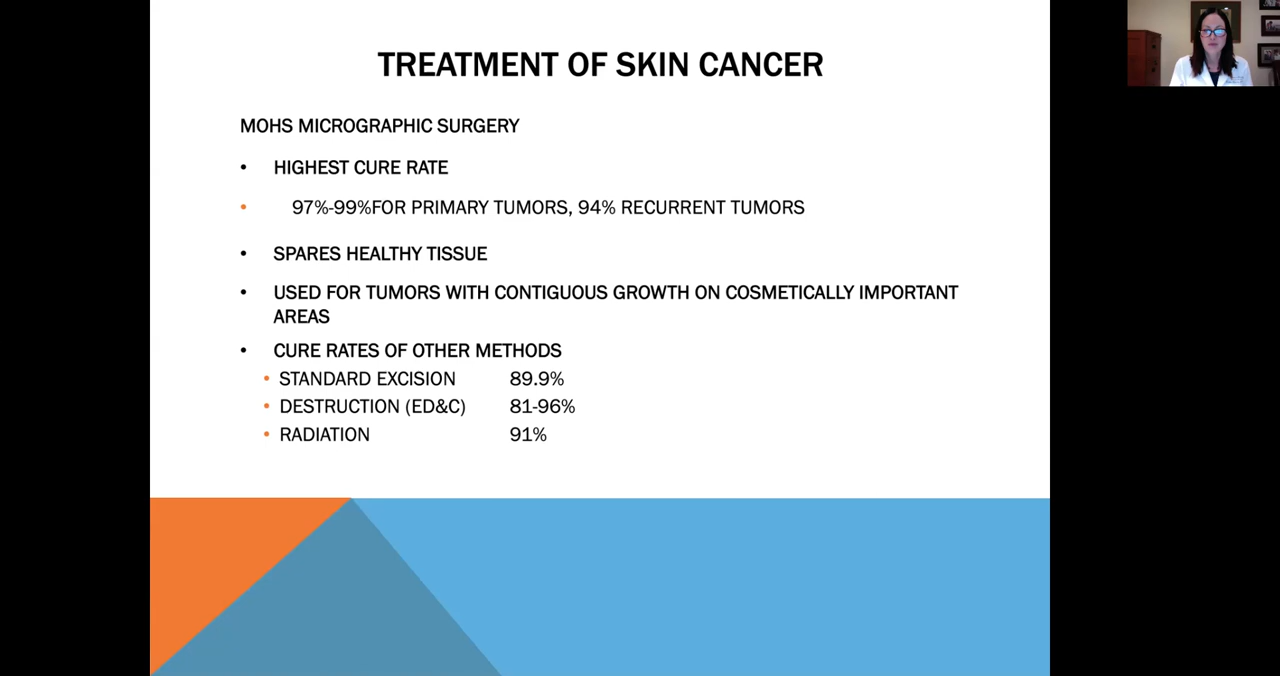 TREATMENT OF SKIN CANCER
MOHS MICROGRAPHIC SURGERY
• HIGHEST CURE RATE
• 97%-99%FOR PRIMARY TUMORS, 94% RECURRENT TUMORS
• SPARES HEALTHY TISSUE
• USED FOR TUMORS WITH CONTIGUOUS GROWTH ON COSMETICALLY IMPORTANT
AREAS
• CURE RATES OF OTHER METHODS
• STANDARD EXCISION 89.9%
• DESTRUCTION (ED&C) 81-96%
• RADIATION 91%